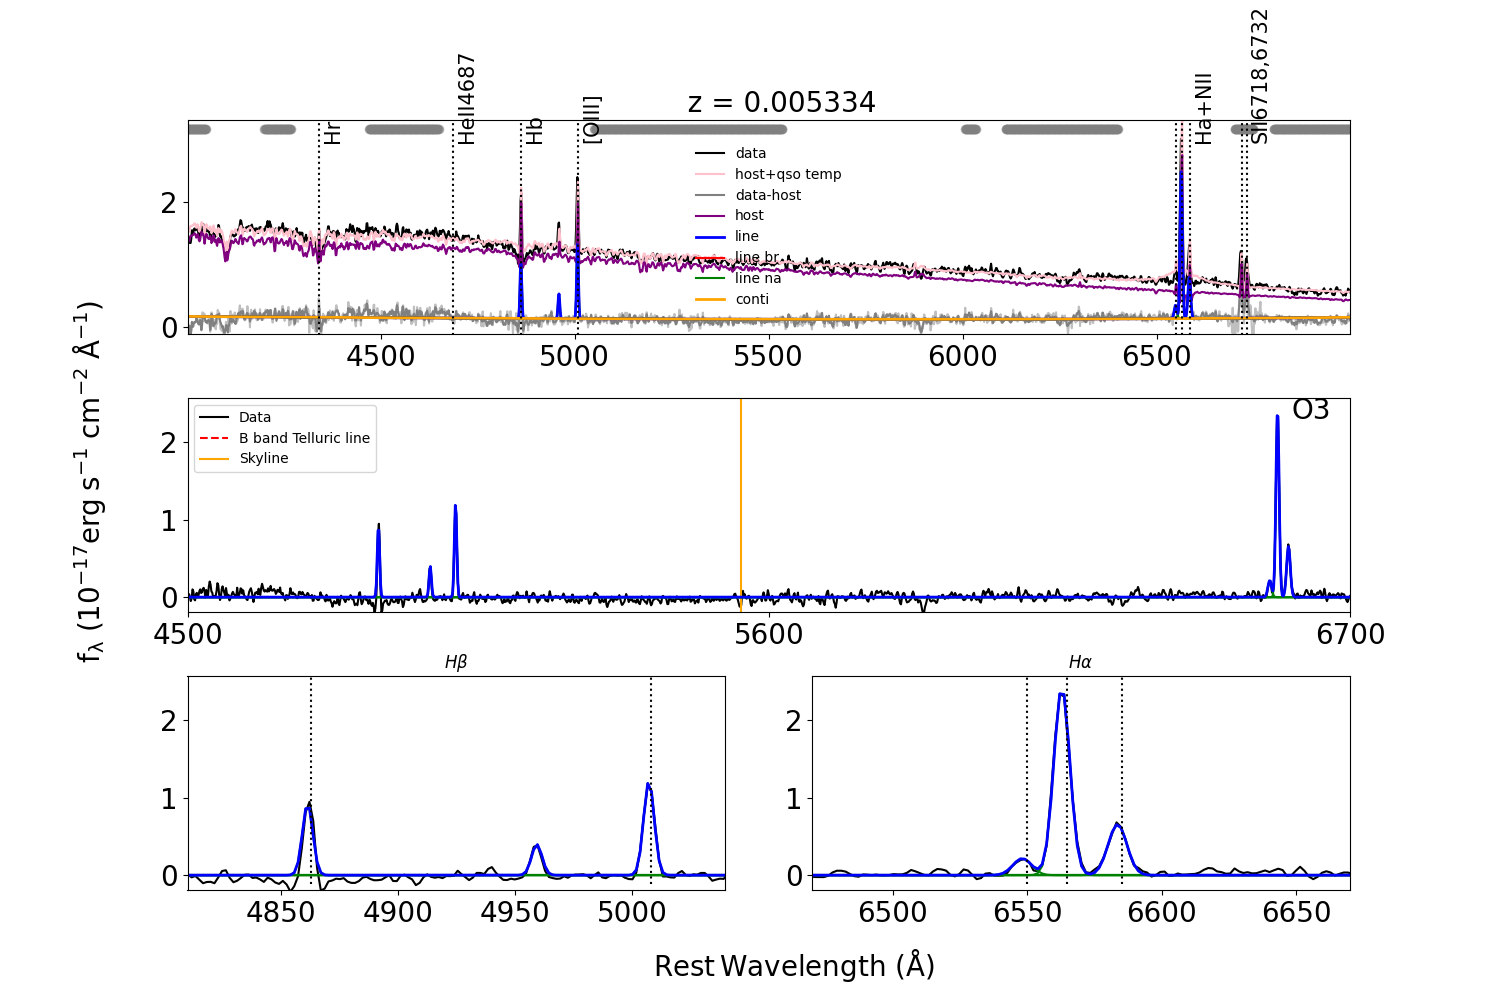 z = 0.005334
Hr
HeII4687
Hb
[OIII]
Ha+NII
SII6718,6732
data
host+qso temp
data-host
host
line
line br
line na
conti
2
0
4500 5000 5500 6000 6500
fλ (10⁻¹⁷erg s⁻¹ cm⁻² Å⁻¹)
Data
B band Telluric line
Skyline
O3
2
1
0
4500 5600 6700
Hβ
2
1
0
4850 4900 4950 5000
Hα
2
1
0
6500 6550 6600 6650
Rest Wavelength (Å)